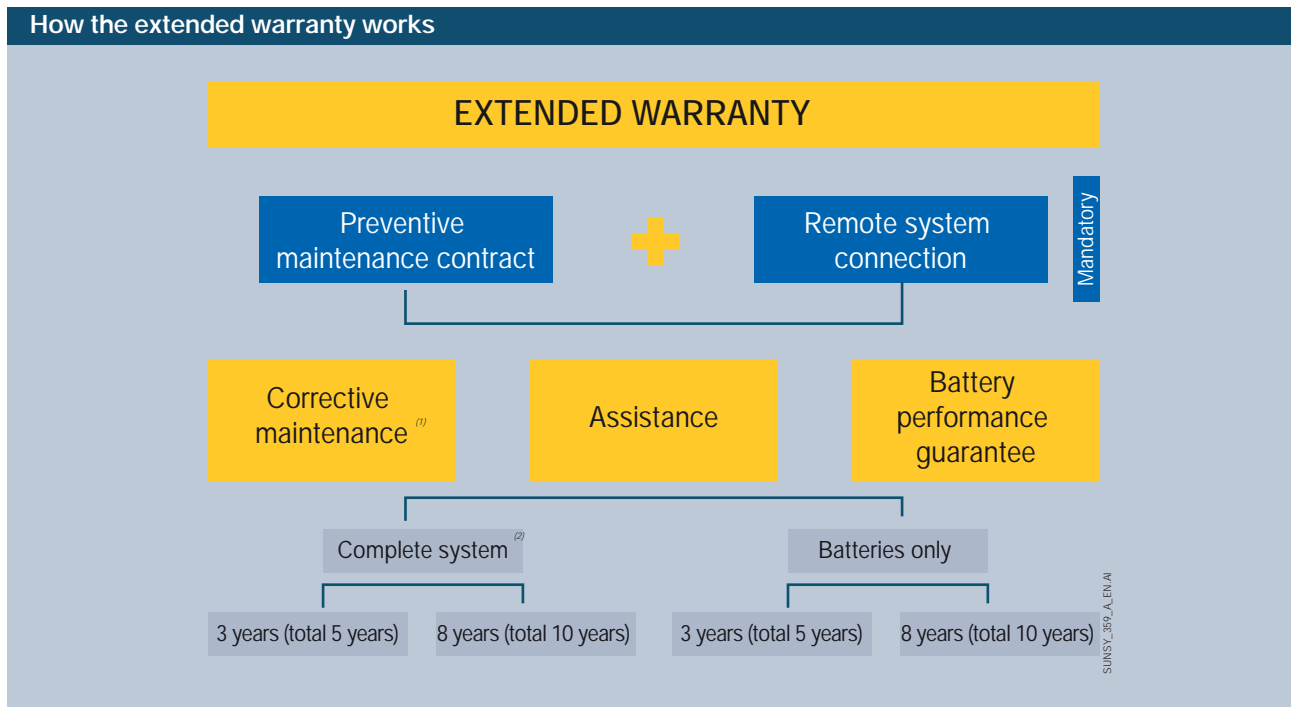 How the extended warranty works
EXTENDED WARRANTY
Preventive
maintenance contract
Remote system
connection
Mandatory
Corrective
maintenance (1)
Assistance
Battery
performance
guarantee
Complete system (2)
Batteries only
3 years (total 5 years)
8 years (total 10 years)
3 years (total 5 years)
8 years (total 10 years)
SUNSY_359_A_EN.AI